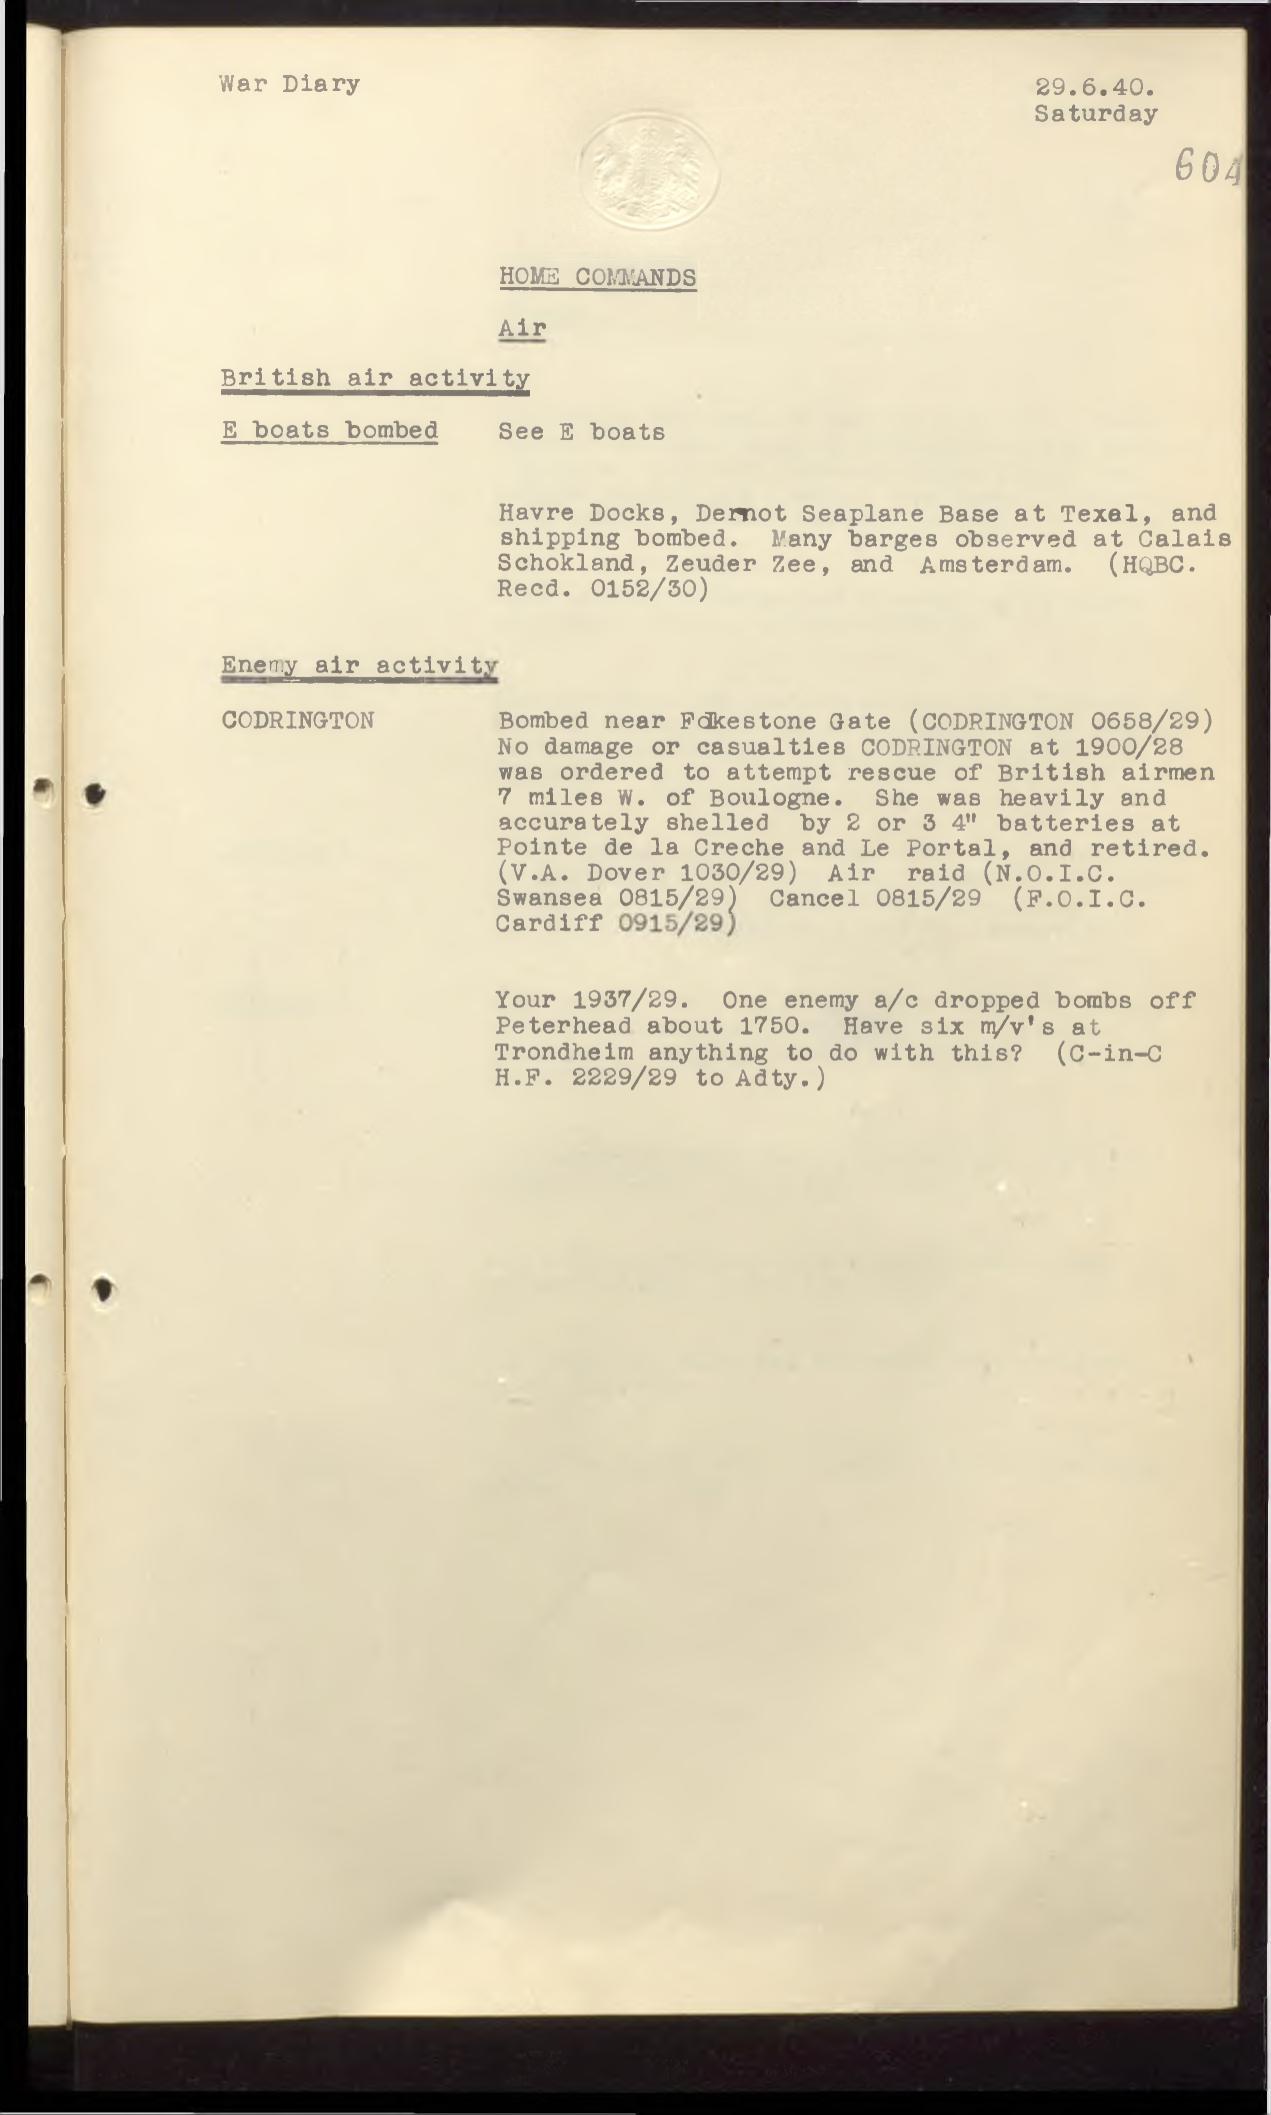 War Diary
29.6.40.
Saturday
604
HOME COMMANDS
Air
British air activity
E boats bombed See E boats
Havre Docks, Dernot Seaplane Base at Texel, and
shipping bombed. Many barges observed at Calais
Schokland, Zeuder Zee, and Amsterdam. (HQBC.
Recd. 0152/30)
Enemy air activity
CODRINGTON Bombed near Folkestone Gate (CODRINGTON 0658/29)
No damage or casualties CODRINGTON at 1900/28
was ordered to attempt rescue of British airmen
7 miles W. of Boulogne. She was heavily and
accurately shelled by 2 or 3 4" batteries at
Pointe de la Creche and Le Portal, and retired.
(V.A. Dover 1030/29) Air raid (N.O.I.C.
Swansea 0815/29) Cancel 0815/29 (F.O.I.C.
Cardiff 0915/29)
Your 1937/29. One enemy a/c dropped bombs off
Peterhead about 1750. Have six m/v's at
Trondheim anything to do with this? (C-in-C
H.F. 2229/29 to Adty.)